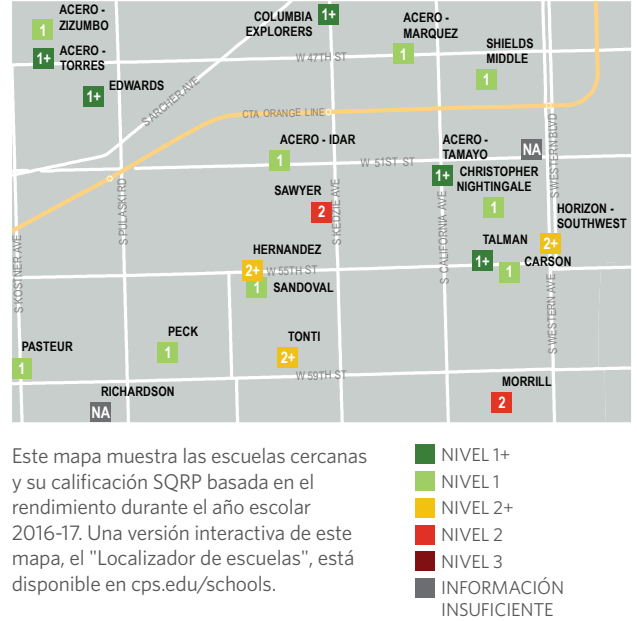 ACERO -
ZIZUMBO
1
ACERO -
TORRES
1+
EDWARDS
1+
COLUMBIA
EXPLORERS
1+
ACERO -
MARQUEZ
1
SHIELDS
MIDDLE
1
W 47TH ST
S ARCHER AVE
CTA ORANGE LINE
ACERO - IDAR
1
W 51ST ST
ACERO -
TAMAYO
1+
NA
CHRISTOPHER
NIGHTINGALE
1
SAWYER
2
S PULASKI RD
S KEDZIE AVE
S CALIFORNIA AVE
S WESTERN BLVD
HORIZON -
SOUTHWEST
2+
TALMAN
1+
CARSON
1
HERNANDEZ
2+
W 55TH ST
SANDOVAL
1
S KOSTNER AVE
S WESTERN AVE
PASTEUR
1
PECK
1
TONTI
2+
W 59TH ST
RICHARDSON
NA
MORRILL
2
Este mapa muestra las escuelas cercanas
y su calificación SQRP basada en el
rendimiento durante el año escolar
2016-17. Una versión interactiva de este
mapa, el "Localizador de escuelas", está
disponible en cps.edu/schools.
NIVEL 1+
NIVEL 1
NIVEL 2+
NIVEL 2
NIVEL 3
INFORMACIÓN
INSUFICIENTE